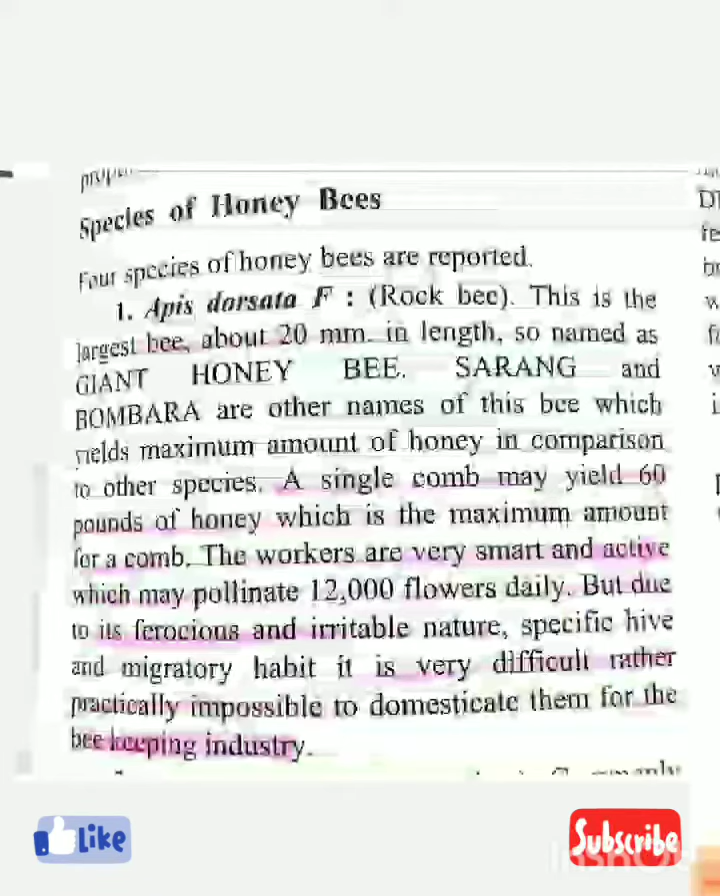 Species of Honey Bees
Four species of honey bees are reported.
1. Apis dorsata F : (Rock bee). This is the
largest bee, about 20 mm. in length, so named as
GIANT HONEY BEE. SARANG and
BOMBARA are other names of this bee which
yields maximum amount of honey in comparison
to other species. A single comb may yield 60
pounds of honey which is the maximum amount
for a comb. The workers are very smart and active
which may pollinate 12,000 flowers daily. But due
to its ferocious and irritable nature, specific hive
and migratory habit it is very difficult rather
practically impossible to domesticate them for the
bee keeping industry.
Like
Subscribe